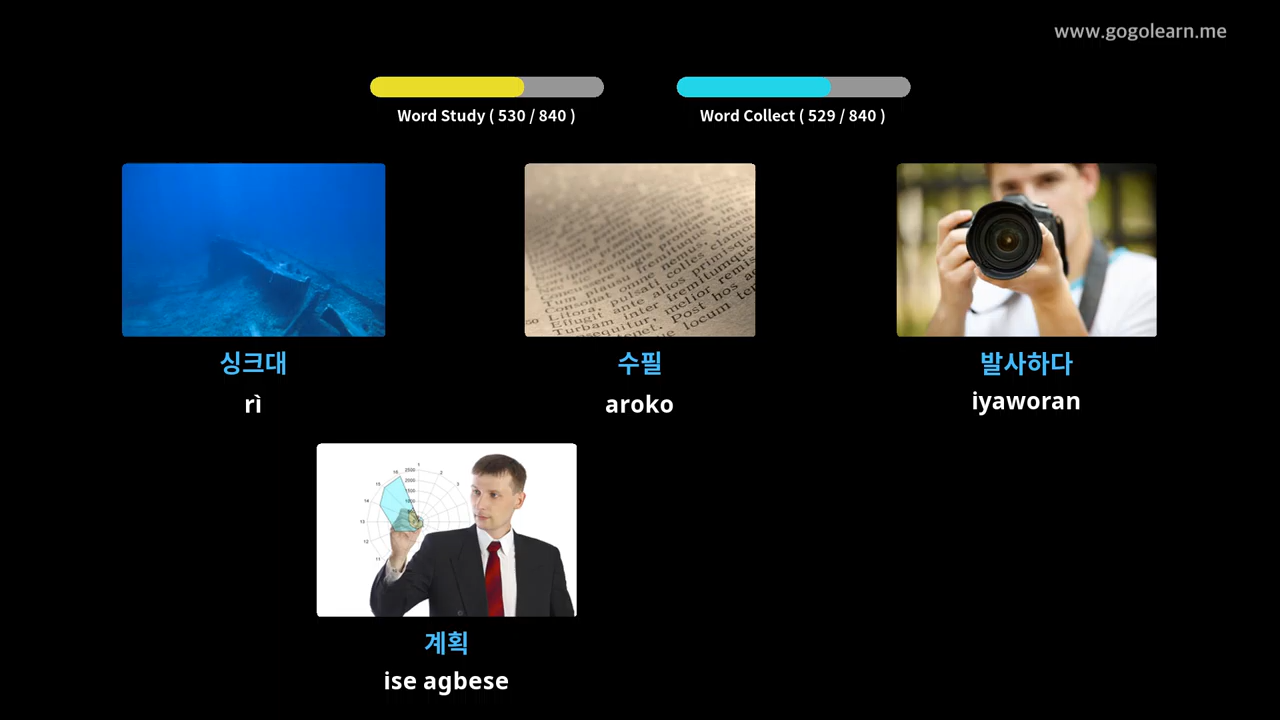 www.gogolearn.me
Word Study ( 530 / 840 )
Word Collect ( 529 / 840 )
싱크대
rì
수필
aroko
발사하다
iyaworan
계획
ise agbese